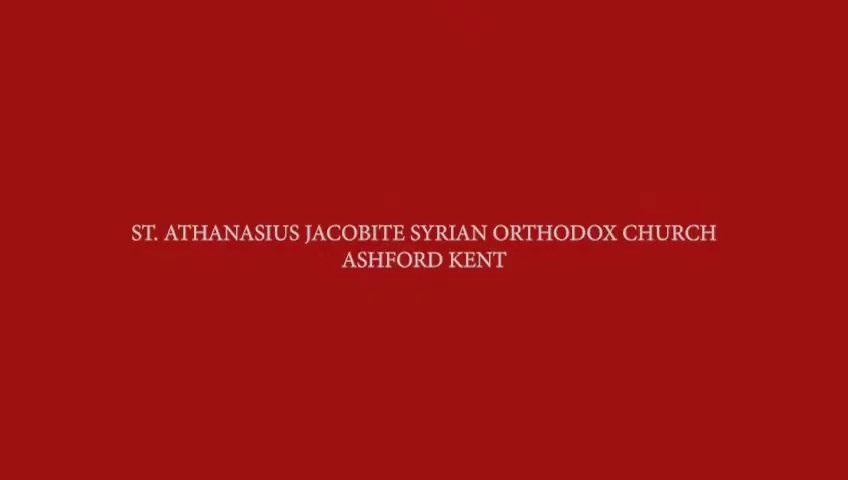 ST. ATHANASIUS JACOBITE SYRIAN ORTHODOX CHURCH
ASHFORD KENT